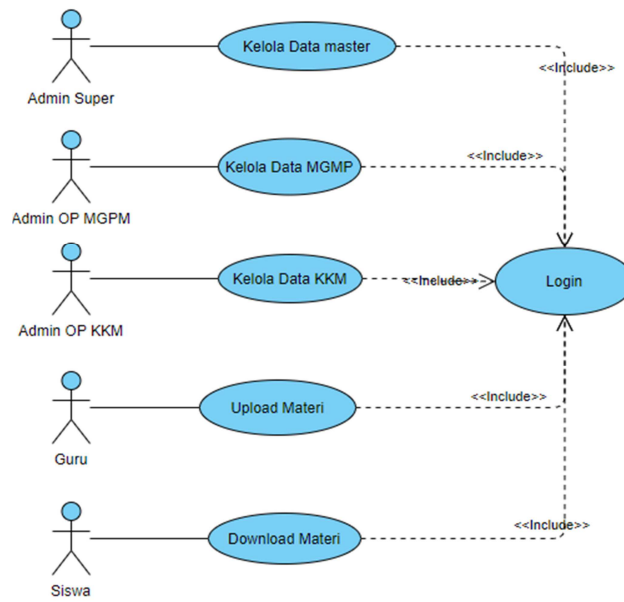 Kelola Data master
<<Include>>
Admin Super
Kelola Data MGMP
<<Include>>
Admin OP MGPM
Kelola Data KKM
<<Include>>
Login
Admin OP KKM
Upload Materi
<<Include>>
Guru
Download Materi
<<Include>>
Siswa